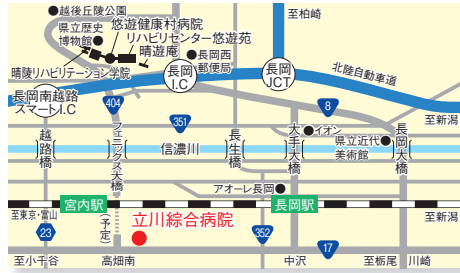 越後丘陵公園
至柏崎
県立歴史
博物館
悠遊健康村病院
リハビリセンター悠遊苑
晴遊庵
長岡西
郵便局
晴陵リハビリテーション学院
長岡
I.C
長岡
JCT
北陸自動車道
長岡南越路
スマートI.C
404
351
8
至新潟
越路橋
フェニックス大橋
信濃川
長生橋
大手大橋
イオン
県立近代
美術館
長岡大橋
アオーレ長岡
宮内駅
長岡駅
至東京・富山
(予定)
立川綜合病院
至新潟
23
352
17
至小千谷
高畑南
中沢
至栃尾
川崎